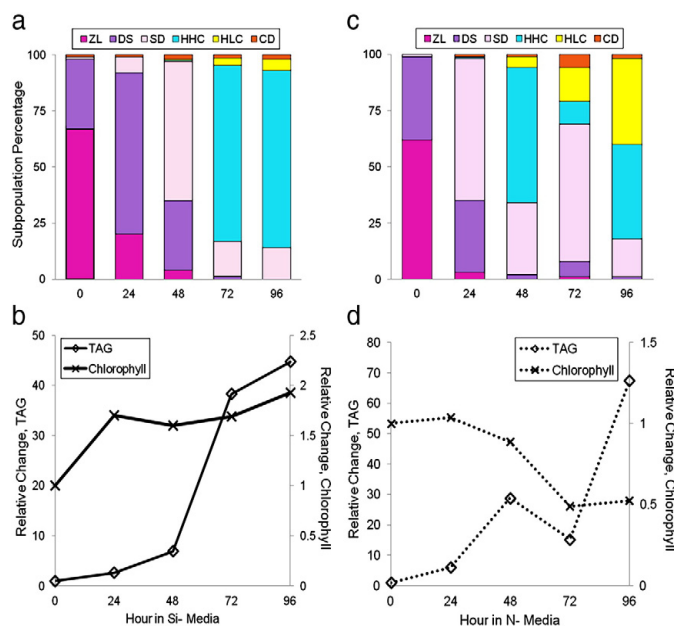 a
ZL DS SD HHC HLC CD
Subpopulation Percentage
100
75
50
25
0
0 24 48 72 96
c
ZL DS SD HHC HLC CD
100
75
50
25
0
0 24 48 72 96
b
TAG
Chlorophyll
Relative Change, TAG
50
40
30
20
10
0
Relative Change, Chlorophyll
2.5
2
1.5
1
0.5
0
0 24 48 72 96
Hour in Si- Media
d
TAG
Chlorophyll
Relative Change, TAG
80
70
60
50
40
30
20
10
0
Relative Change, Chlorophyll
1.5
1
0.5
0
0 24 48 72 96
Hour in N- Media